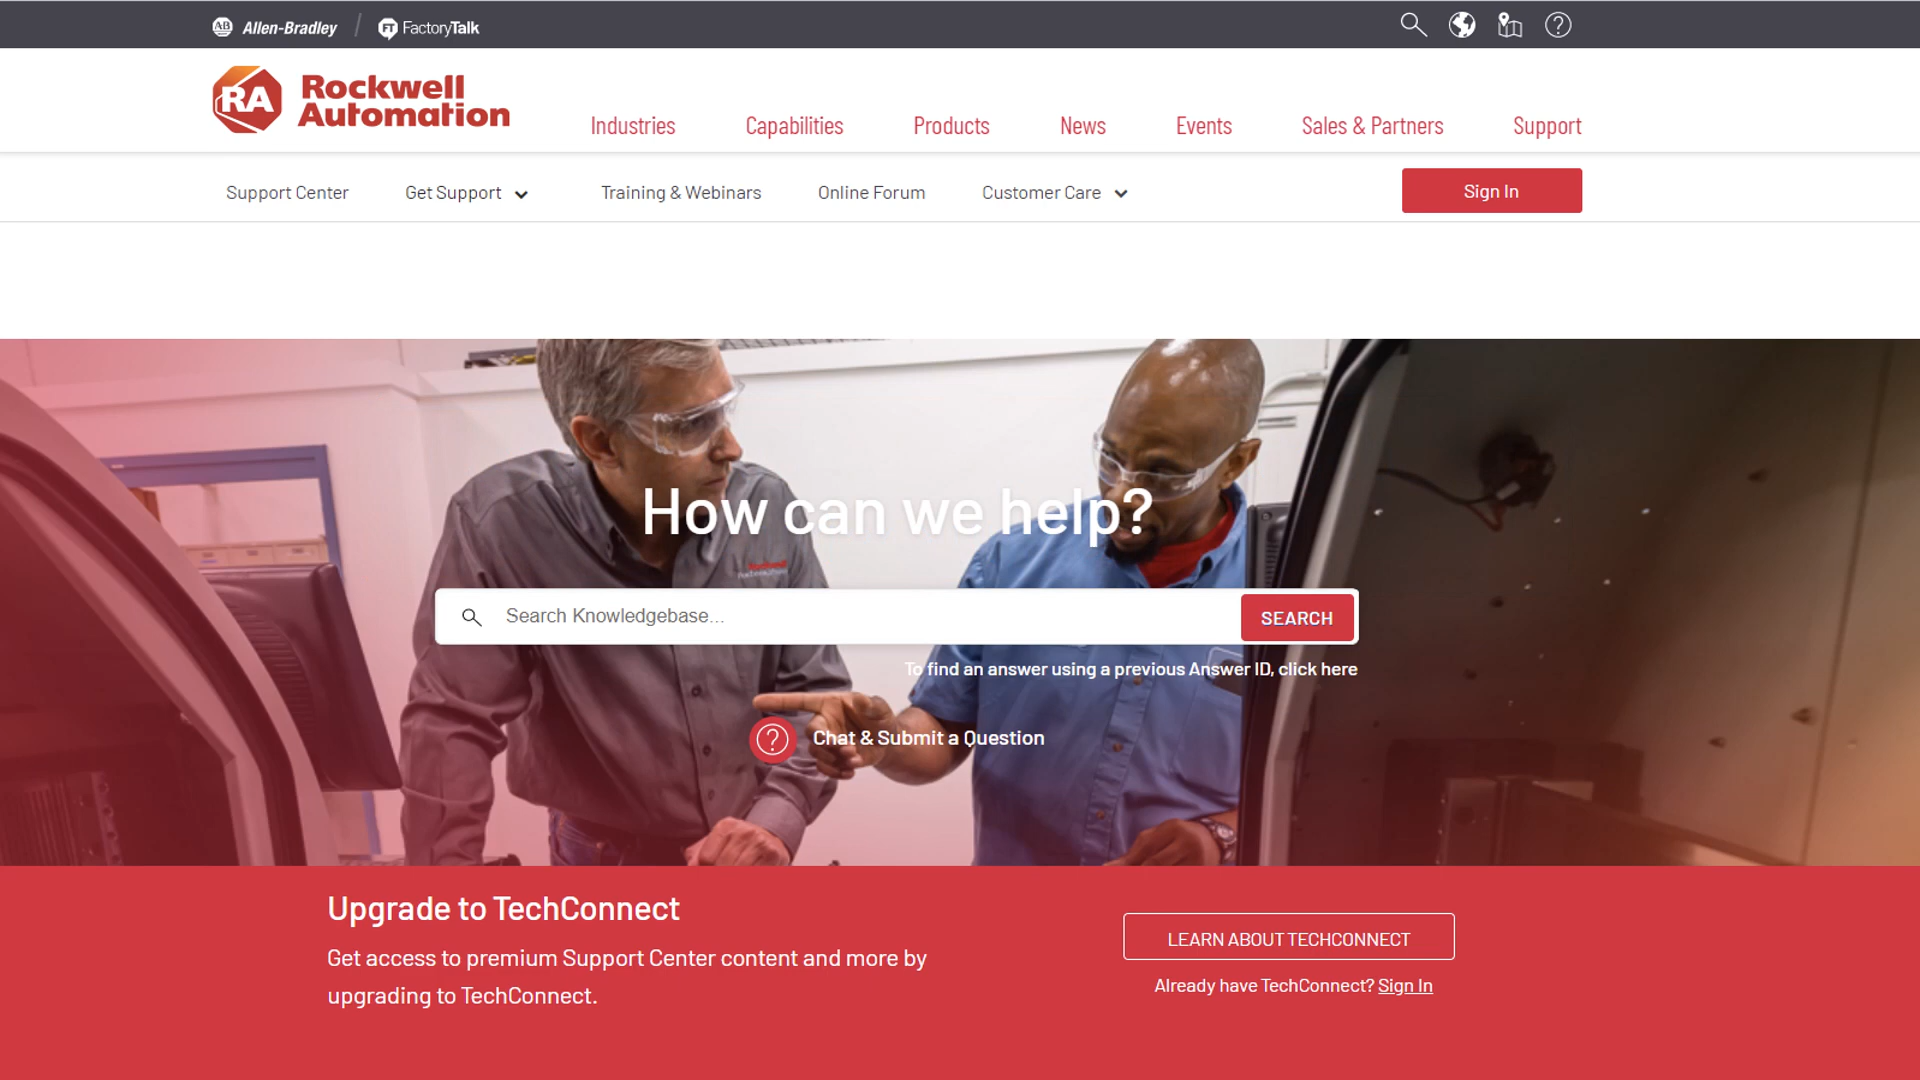 AB Allen-Bradley / FT FactoryTalk
RA Rockwell Automation
Industries Capabilities Products News Events Sales & Partners Support
Support Center Get Support Training & Webinars Online Forum Customer Care Sign In
How can we help?
Search Knowledgebase... SEARCH
To find an answer using a previous Answer ID, click here
Chat & Submit a Question
Upgrade to TechConnect
Get access to premium Support Center content and more by
upgrading to TechConnect.
LEARN ABOUT TECHCONNECT
Already have TechConnect? Sign In